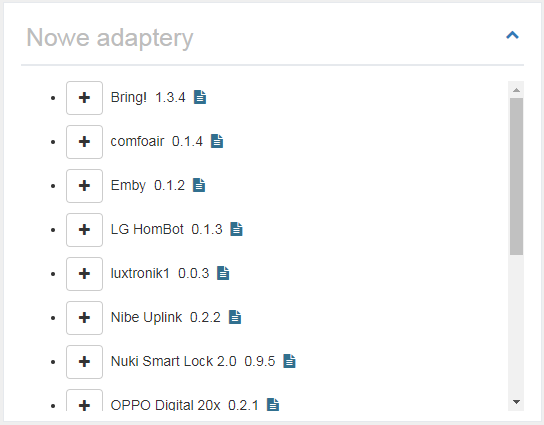 Nowe adaptery
Bring! 1.3.4
comfoair 0.1.4
Emby 0.1.2
LG HomBot 0.1.3
luxtronik1 0.0.3
Nibe Uplink 0.2.2
Nuki Smart Lock 2.0 0.9.5
OPPO Digital 20x 0.2.1